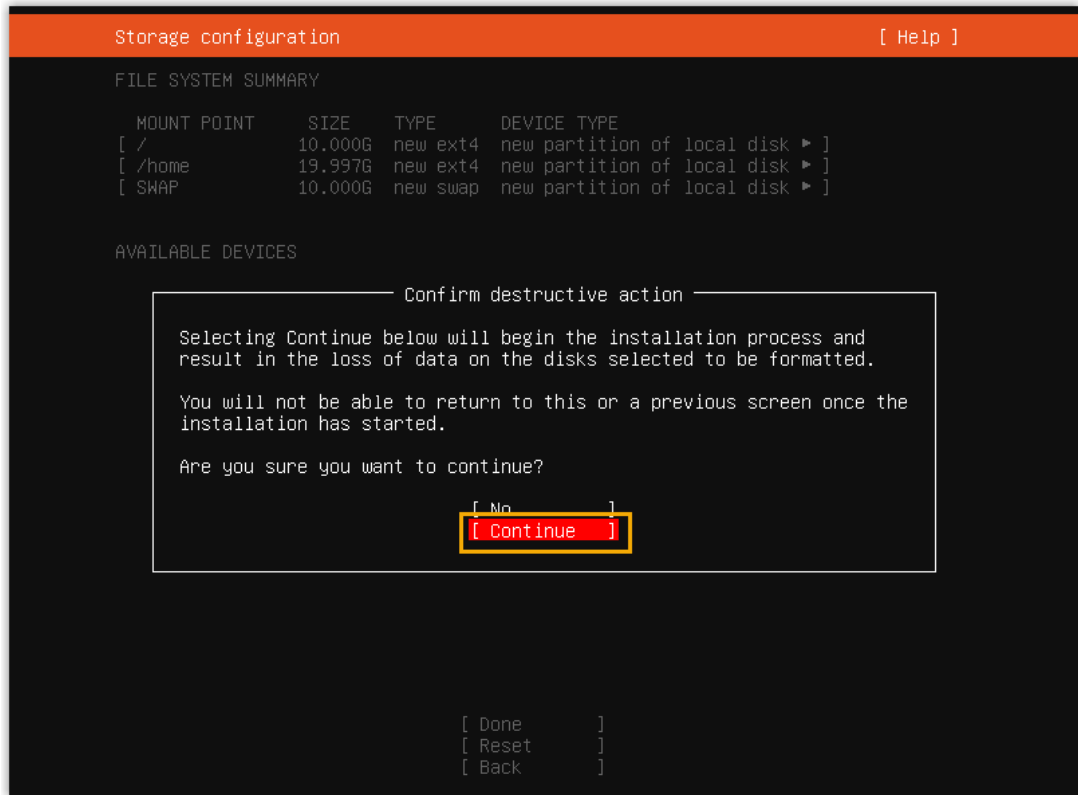 Storage configuration [ Help ]
FILE SYSTEM SUMMARY
MOUNT POINT SIZE TYPE DEVICE TYPE
[ / 10.000G new ext4 new partition of local disk ▸ ]
[ /home 19.997G new ext4 new partition of local disk ▸ ]
[ SWAP 10.000G new swap new partition of local disk ▸ ]
AVAILABLE DEVICES
Confirm destructive action
Selecting Continue below will begin the installation process and
result in the loss of data on the disks selected to be formatted.
You will not be able to return to this or a previous screen once the
installation has started.
Are you sure you want to continue?
[ No ]
[ Continue ]
[ Done ]
[ Reset ]
[ Back ]